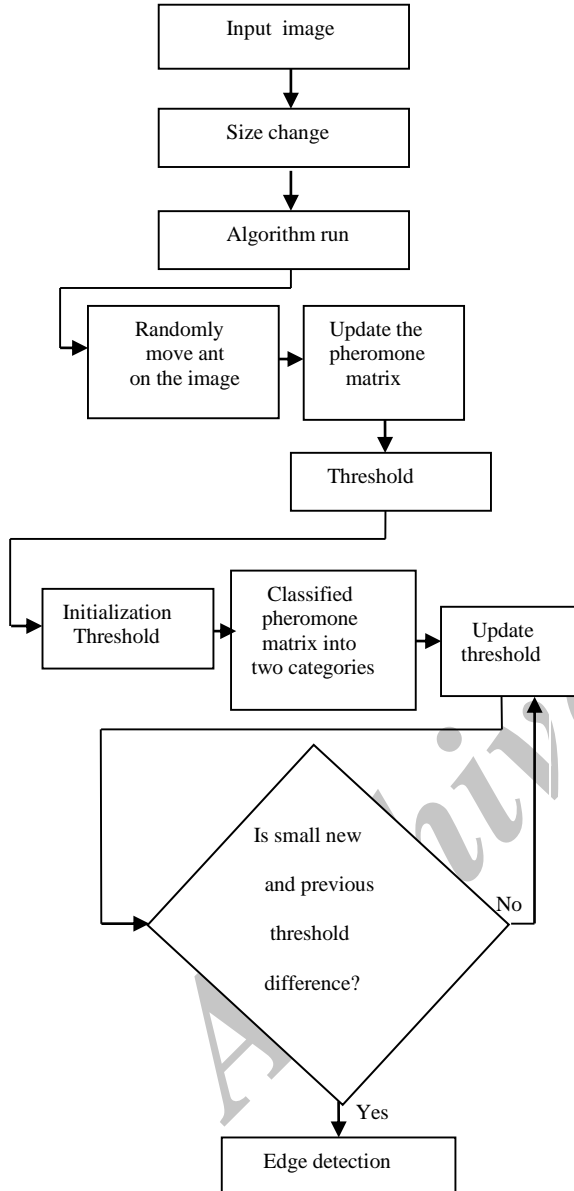 Input image
Size change
Algorithm run
Randomly
move ant
on the image
Update the
pheromone
matrix
Threshold
Initialization
Threshold
Classified
pheromone
matrix into
two categories
Update
threshold
Is small new
and previous
threshold
difference?
No
Yes
Edge detection